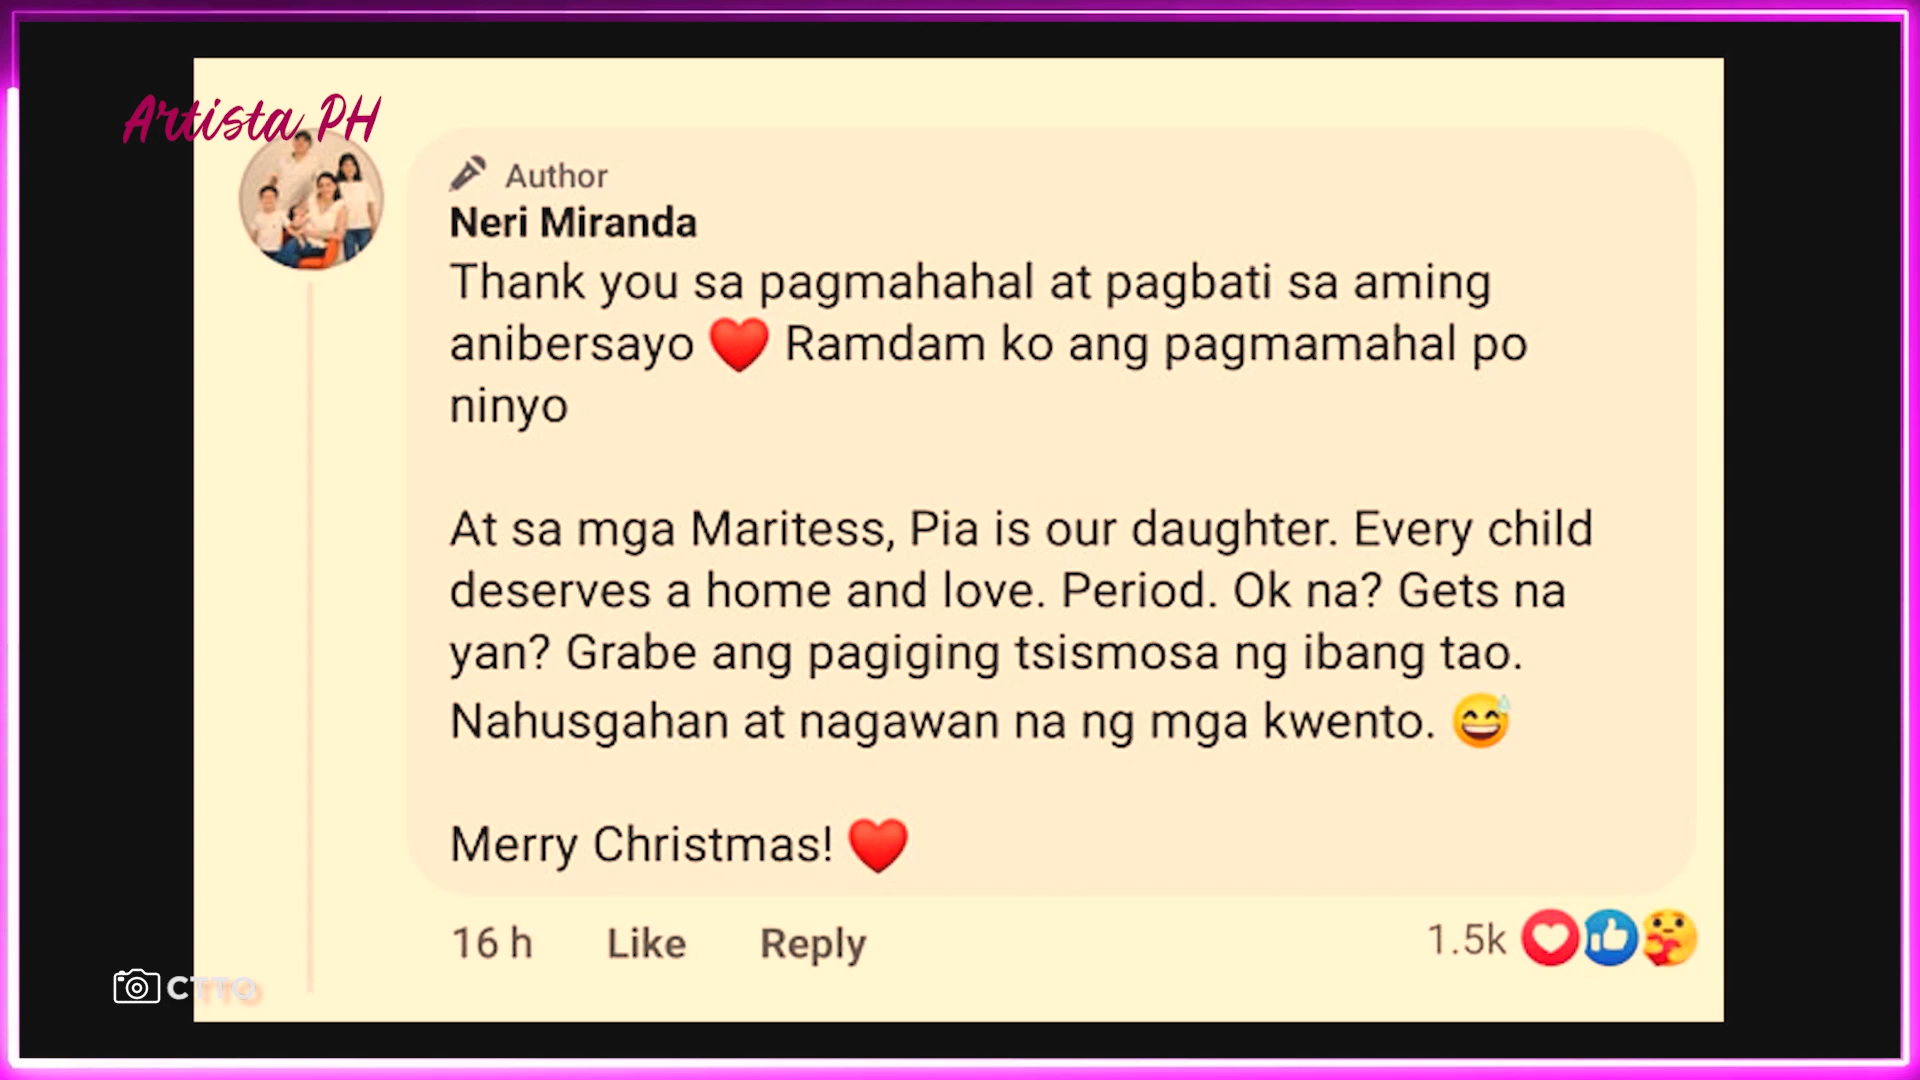 Artista PH
Author
Neri Miranda
Thank you sa pagmahahal at pagbati sa aming
anibersayo ❤️ Ramdam ko ang pagmamahal po
ninyo
At sa mga Maritess, Pia is our daughter. Every child
deserves a home and love. Period. Ok na? Gets na
yan? Grabe ang pagiging tsismosa ng ibang tao.
Nahusgahan at nagawan na ng mga kwento. 😅
Merry Christmas! ❤️
16 h Like Reply 1.5k
CTTO